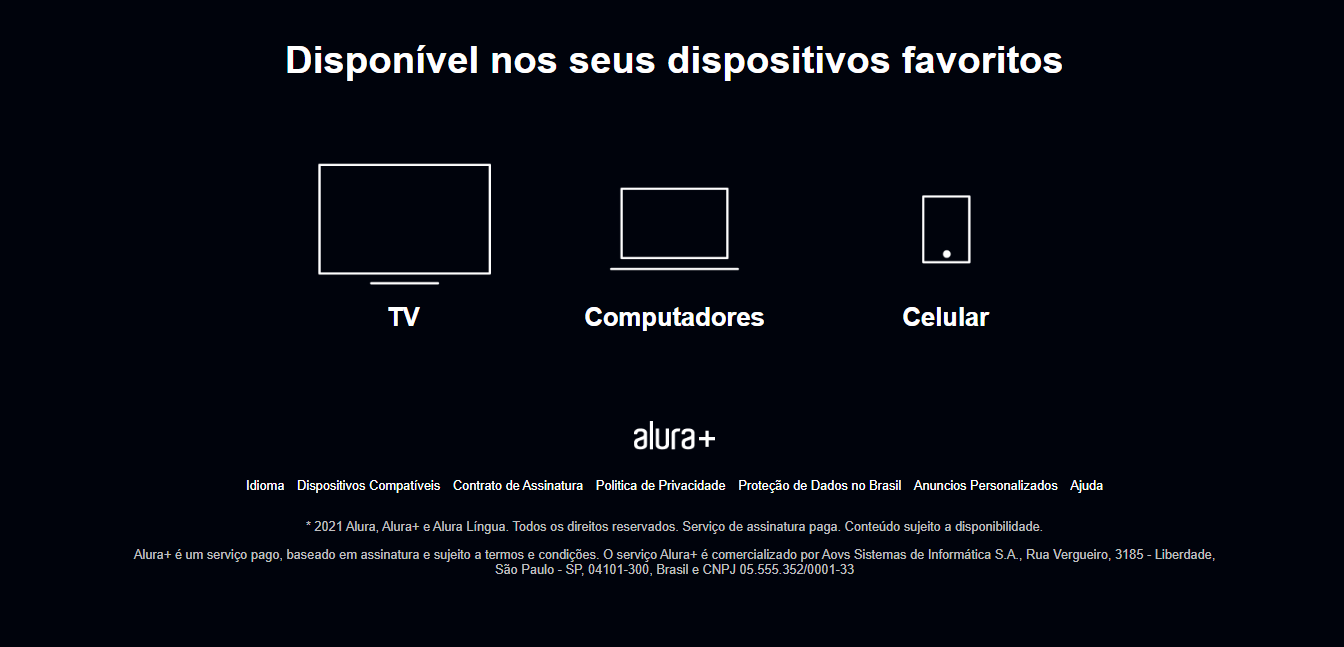 Disponível nos seus dispositivos favoritos
TV
Computadores
Celular
alura+
Idioma Dispositivos Compatíveis Contrato de Assinatura Politica de Privacidade Proteção de Dados no Brasil Anuncios Personalizados Ajuda
* 2021 Alura, Alura+ e Alura Língua. Todos os direitos reservados. Serviço de assinatura paga. Conteúdo sujeito a disponibilidade.
Alura+ é um serviço pago, baseado em assinatura e sujeito a termos e condições. O serviço Alura+ é comercializado por Aovs Sistemas de Informática S.A., Rua Vergueiro, 3185 - Liberdade,
São Paulo - SP, 04101-300, Brasil e CNPJ 05.555.352/0001-33